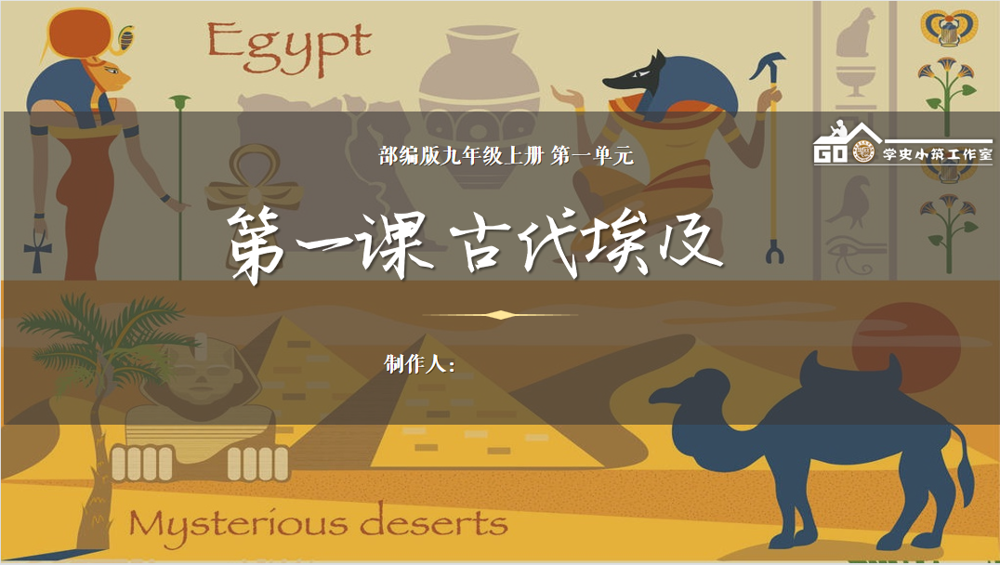 Egypt
部编版九年级上册 第一单元
GO 学史小筑工作室
第一课 古代埃及
制作人：
Mysterious deserts